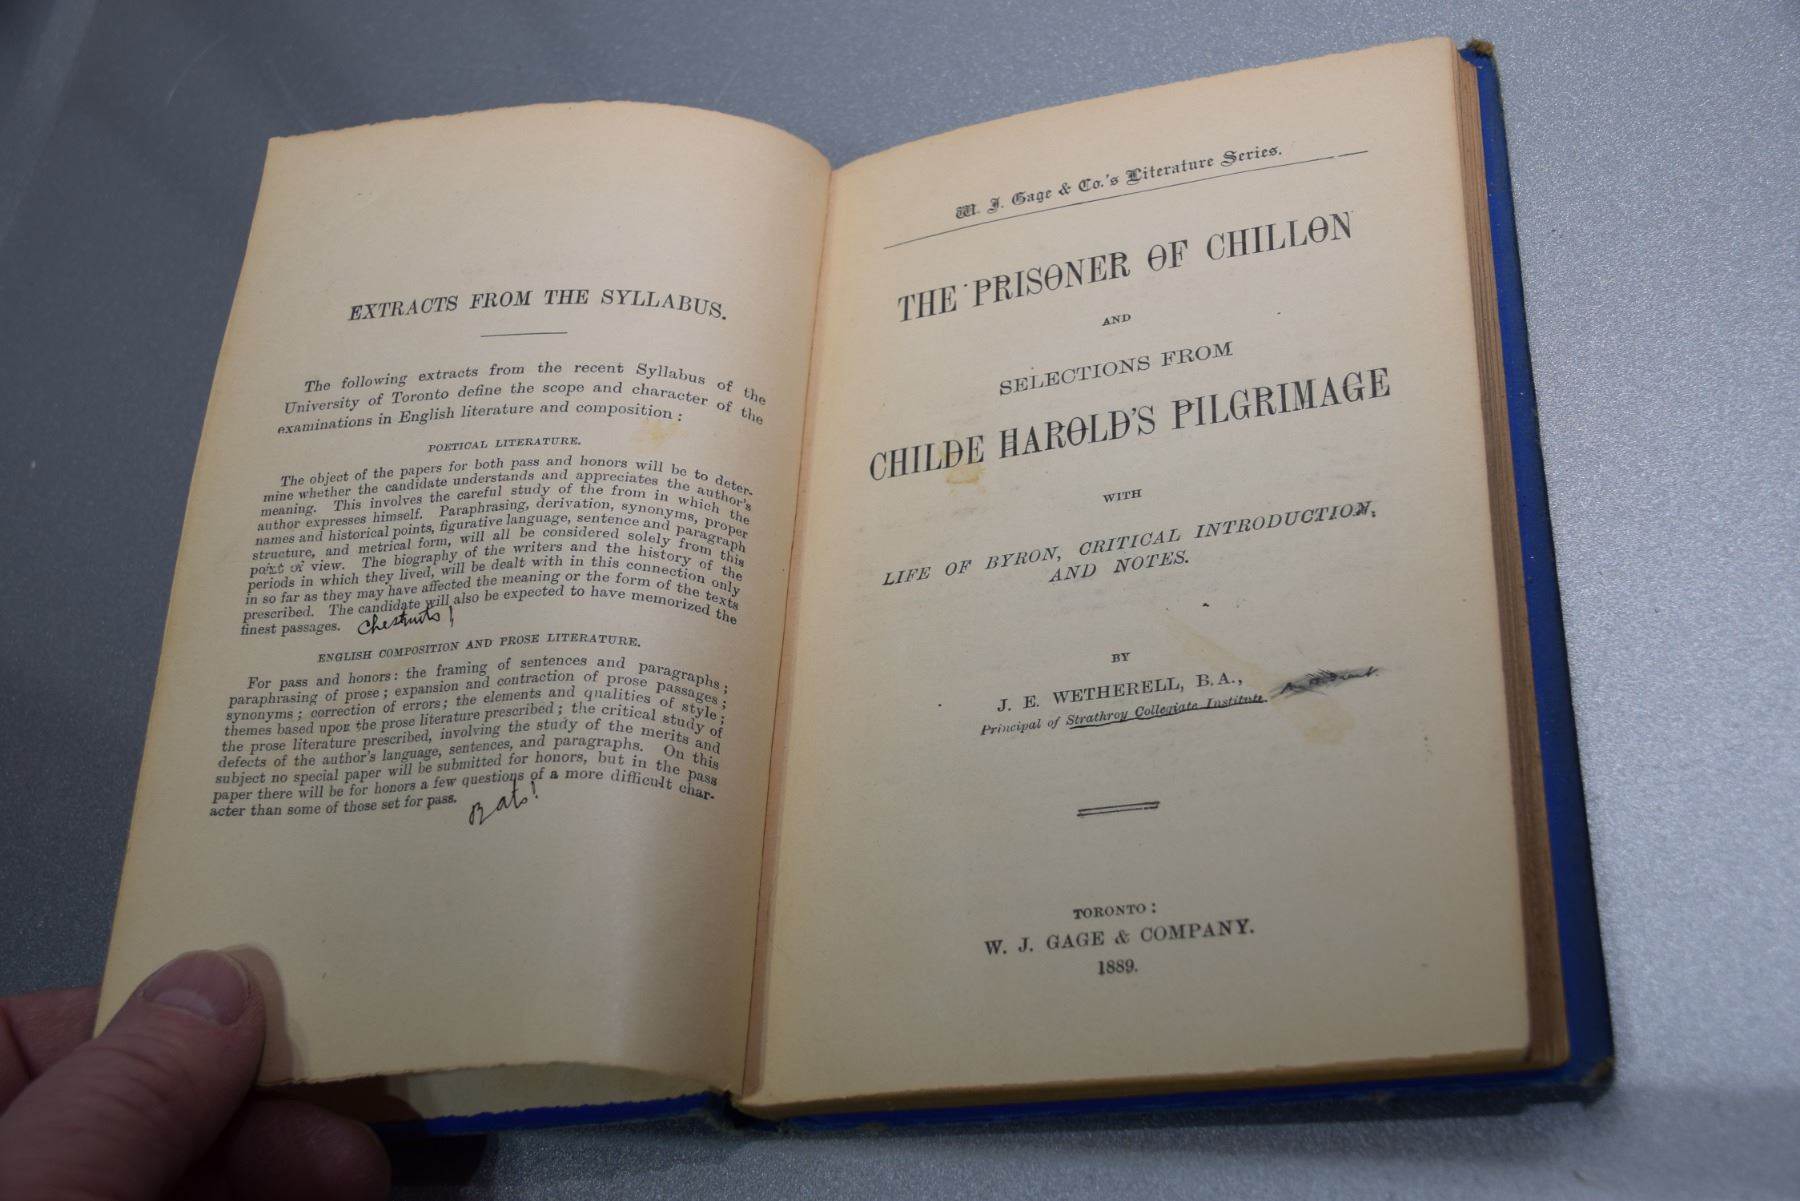 EXTRACTS FROM THE SYLLABUS.
The following extracts from the recent Syllabus of the
University of Toronto define the scope and character of the
examinations in English literature and composition :
POETICAL LITERATURE.
The object of the papers for both pass and honors will be to deter-
mine whether the candidate understands and appreciates the author's
meaning. This involves the careful study of the from in which the
author expresses himself. Paraphrasing, derivation, synonyms, proper
names and historical points, figurative language, sentence and paragraph
structure, and metrical form, will all be considered solely from this
point of view. The biography of the writers and the history of the
periods in which they lived, will be dealt with in this connection only
in so far as they may have affected the meaning or the form of the texts
prescribed. The candidate will also be expected to have memorized the
finest passages. Chestnuts!
ENGLISH COMPOSITION AND PROSE LITERATURE.
For pass and honors: the framing of sentences and paragraphs ;
paraphrasing of prose ; expansion and contraction of prose passages ;
synonyms ; correction of errors ; the elements and qualities of style ;
themes based upon the prose literature prescribed ; the critical study of
the prose literature prescribed, involving the study of the merits and
defects of the author's language, sentences, and paragraphs. On this
subject no special paper will be submitted for honors, but in the pass
paper there will be for honors a few questions of a more difficult char-
acter than some of those set for pass.
Bats!
W. J. Gage & Co.'s Literature Series.
THE PRISONER OF CHILLON
AND
SELECTIONS FROM
CHILDE HAROLD'S PILGRIMAGE
WITH
LIFE OF BYRON, CRITICAL INTRODUCTION,
AND NOTES.
BY
J. E. WETHERELL, B.A.,
Principal of Strathroy Collegiate Institute.
TORONTO :
W. J. GAGE & COMPANY.
1889.